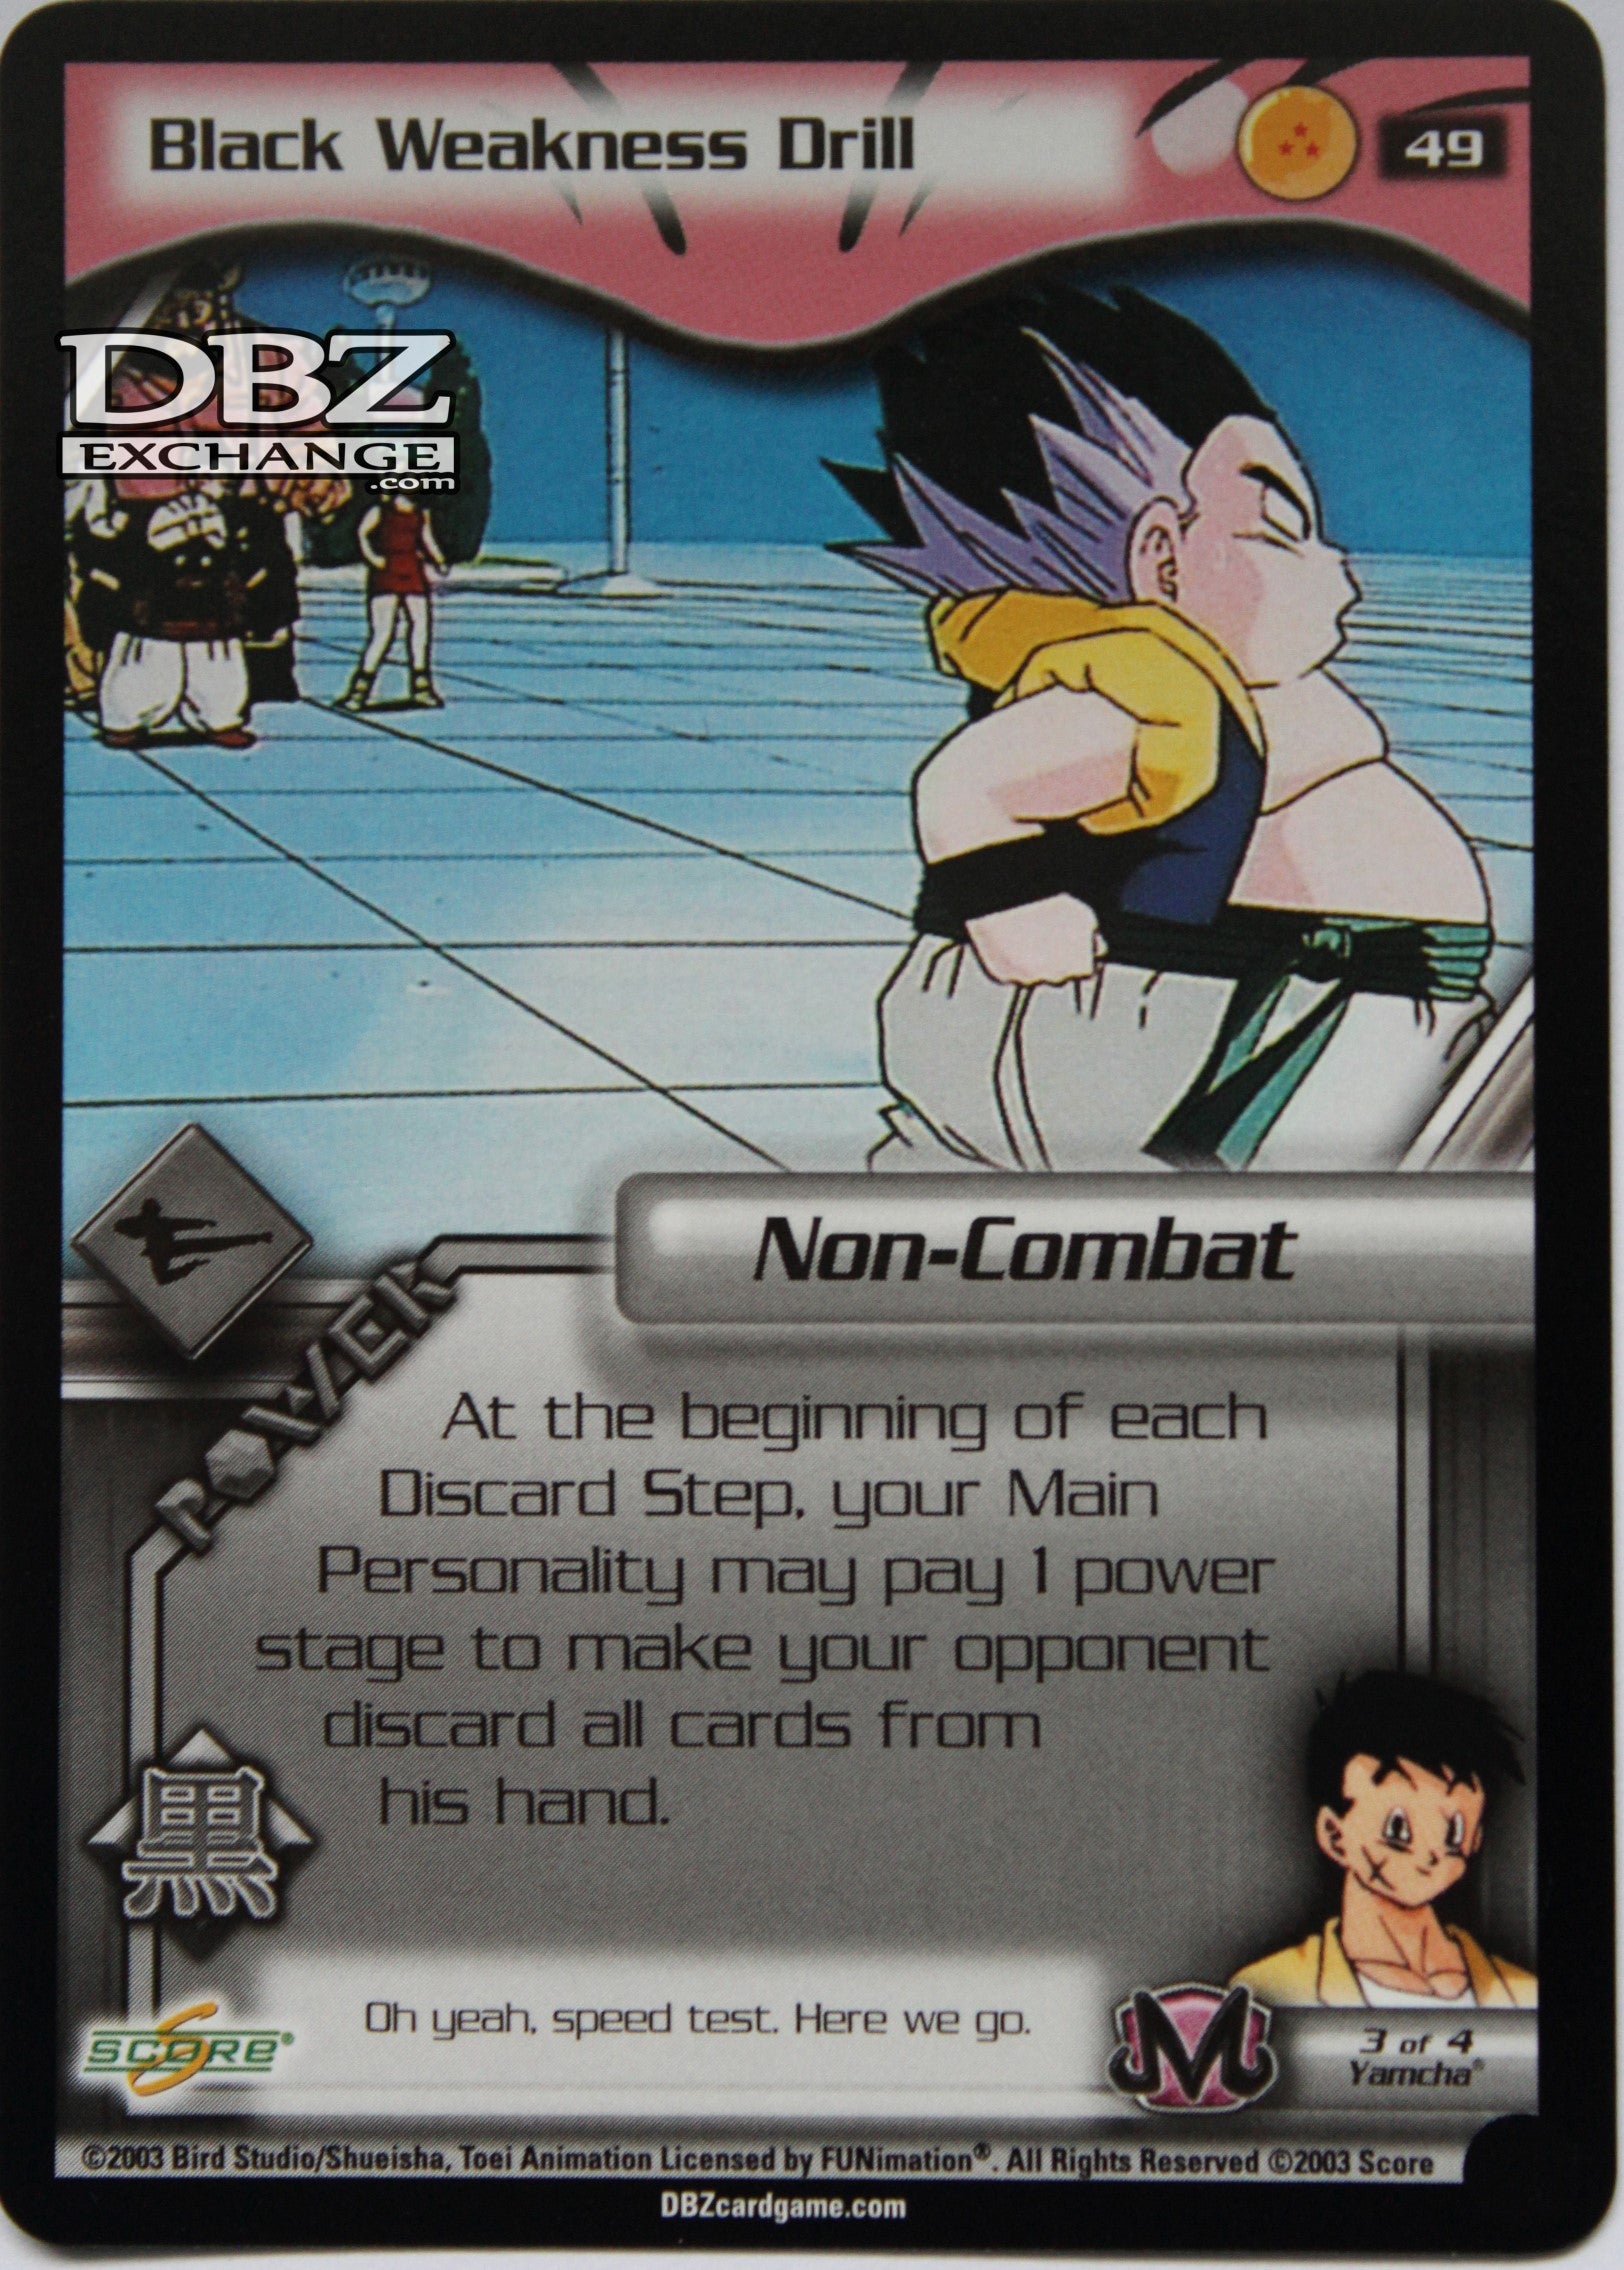 Black Weakness Drill
49
DBZ
EXCHANGE
.com
Non-Combat
POWER
At the beginning of each
Discard Step, your Main
Personality may pay 1 power
stage to make your opponent
discard all cards from
his hand.
黒
Oh yeah, speed test. Here we go.
SCORE®
M
3 of 4
Yamcha®
©2003 Bird Studio/Shueisha, Toei Animation Licensed by FUNimation®. All Rights Reserved ©2003 Score
DBZcardgame.com